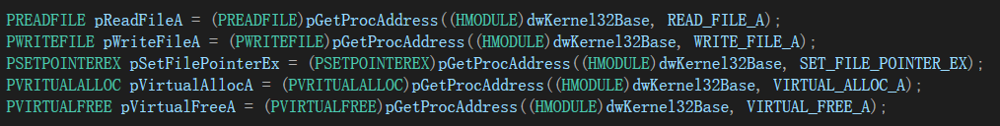 PREADFILE pReadFileA = (PREADFILE)pGetProcAddress((HMODULE)dwKernel32Base, READ_FILE_A);
PWRITEFILE pWriteFileA = (PWRITEFILE)pGetProcAddress((HMODULE)dwKernel32Base, WRITE_FILE_A);
PSETPOINTEREX pSetFilePointerEx = (PSETPOINTEREX)pGetProcAddress((HMODULE)dwKernel32Base, SET_FILE_POINTER_EX);
PVRITUALALLOC pVirtualAllocA = (PVRITUALALLOC)pGetProcAddress((HMODULE)dwKernel32Base, VIRTUAL_ALLOC_A);
PVIRTUALFREE pVirtualFreeA = (PVIRTUALFREE)pGetProcAddress((HMODULE)dwKernel32Base, VIRTUAL_FREE_A);